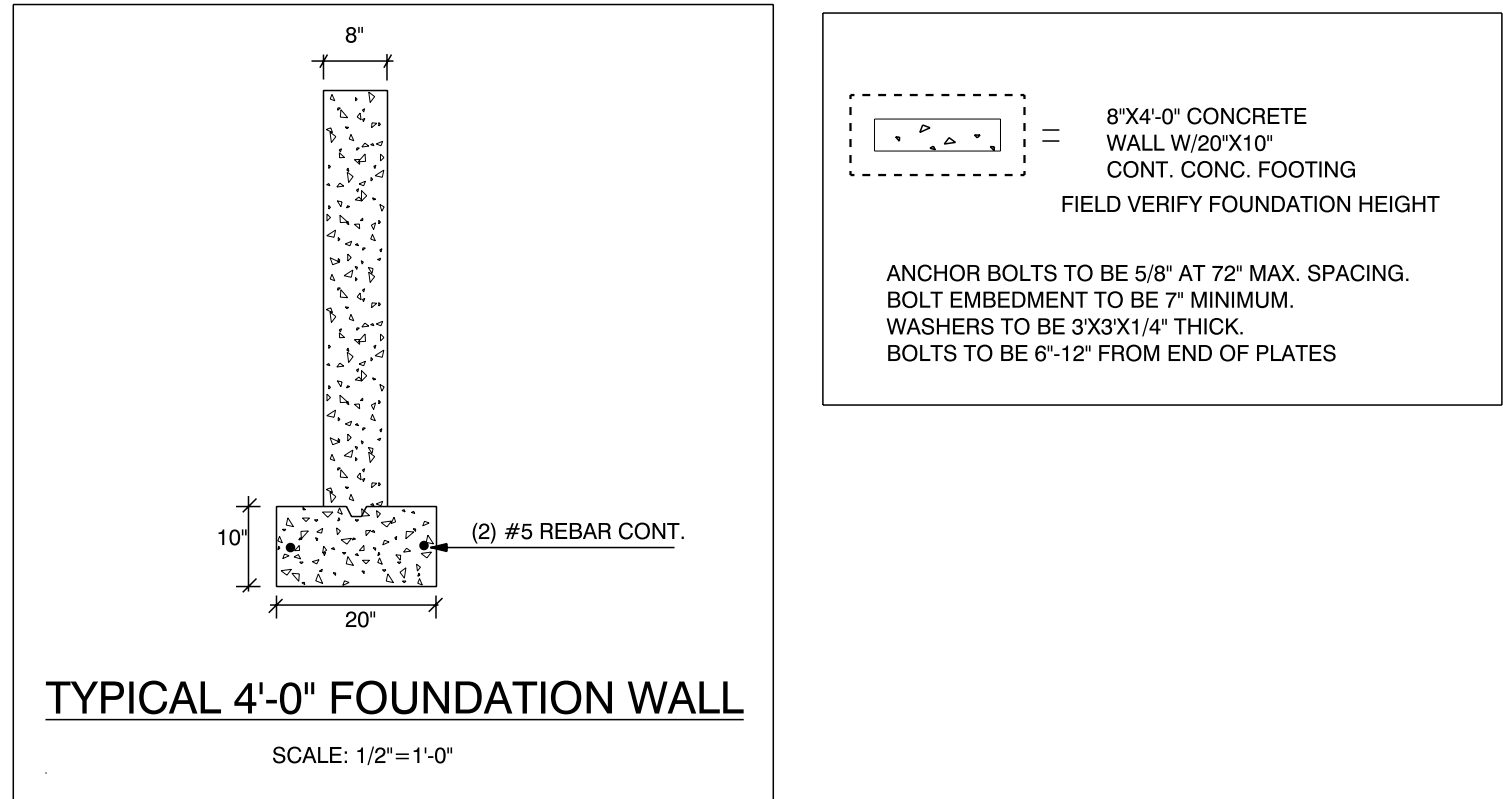 8"
10"
(2) #5 REBAR CONT.
20"
TYPICAL 4'-0" FOUNDATION WALL
SCALE: 1/2"=1'-0"
=
8"X4'-0" CONCRETE
WALL W/20"X10"
CONT. CONC. FOOTING
FIELD VERIFY FOUNDATION HEIGHT
ANCHOR BOLTS TO BE 5/8" AT 72" MAX. SPACING.
BOLT EMBEDMENT TO BE 7" MINIMUM.
WASHERS TO BE 3'X3'X1/4" THICK.
BOLTS TO BE 6"-12" FROM END OF PLATES